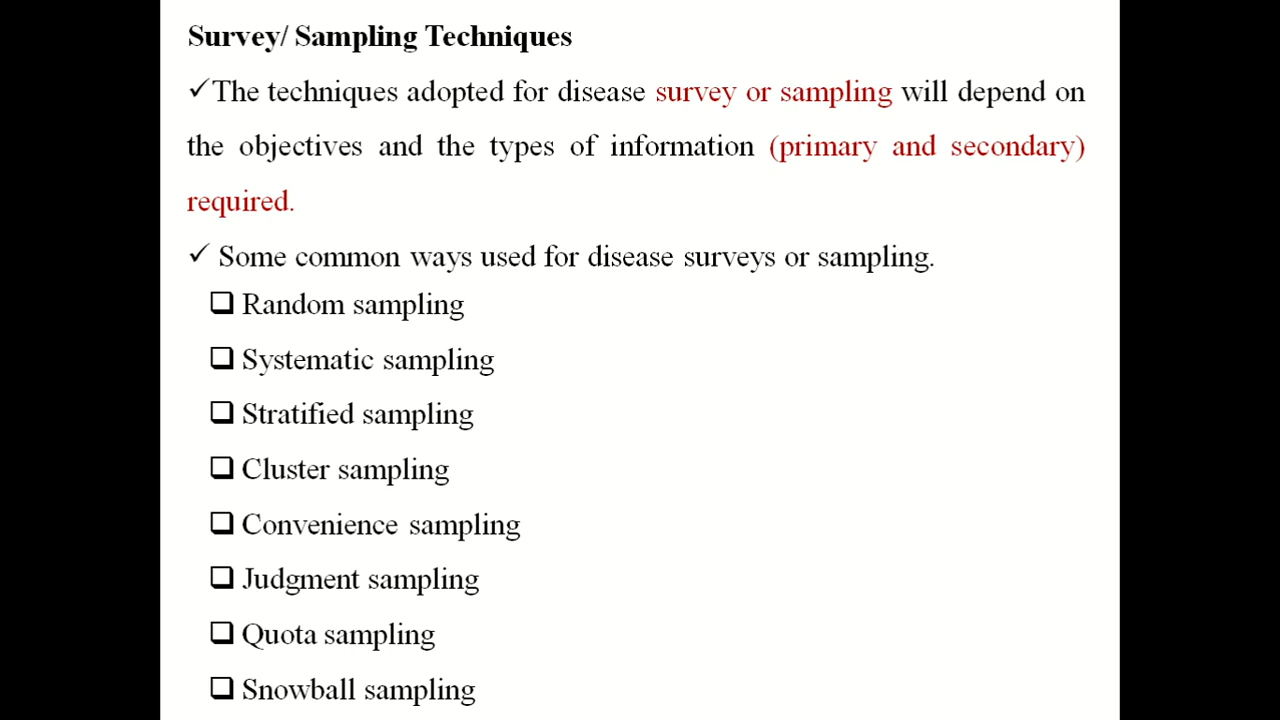 Survey/ Sampling Techniques
✓The techniques adopted for disease survey or sampling will depend on
the objectives and the types of information (primary and secondary)
required.
✓ Some common ways used for disease surveys or sampling.
❑ Random sampling
❑ Systematic sampling
❑ Stratified sampling
❑ Cluster sampling
❑ Convenience sampling
❑ Judgment sampling
❑ Quota sampling
❑ Snowball sampling